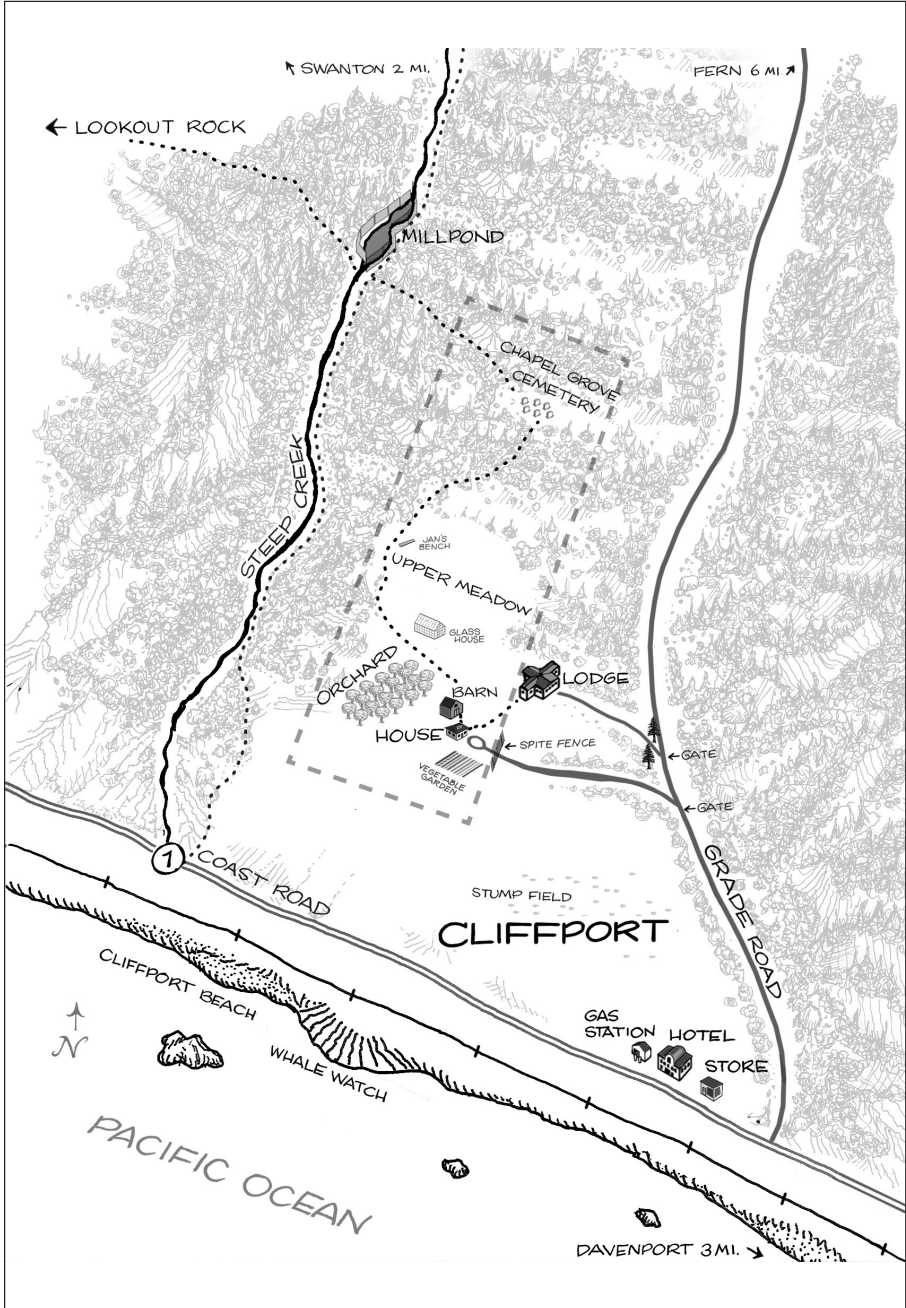 SWANTON 2 MI.
FERN 6 MI
LOOKOUT ROCK
MILLPOND
CHAPEL GROVE
CEMETERY
STEEP CREEK
JAN'S
BENCH
UPPER MEADOW
GLASS
HOUSE
ORCHARD
BARN
LODGE
HOUSE
SPITE FENCE
GATE
VEGETABLE
GARDEN
GATE
1
COAST ROAD
GRADE ROAD
STUMP FIELD
CLIFFPORT
CLIFFPORT BEACH
GAS
STATION
HOTEL
STORE
N
WHALE WATCH
PACIFIC OCEAN
DAVENPORT 3 MI.